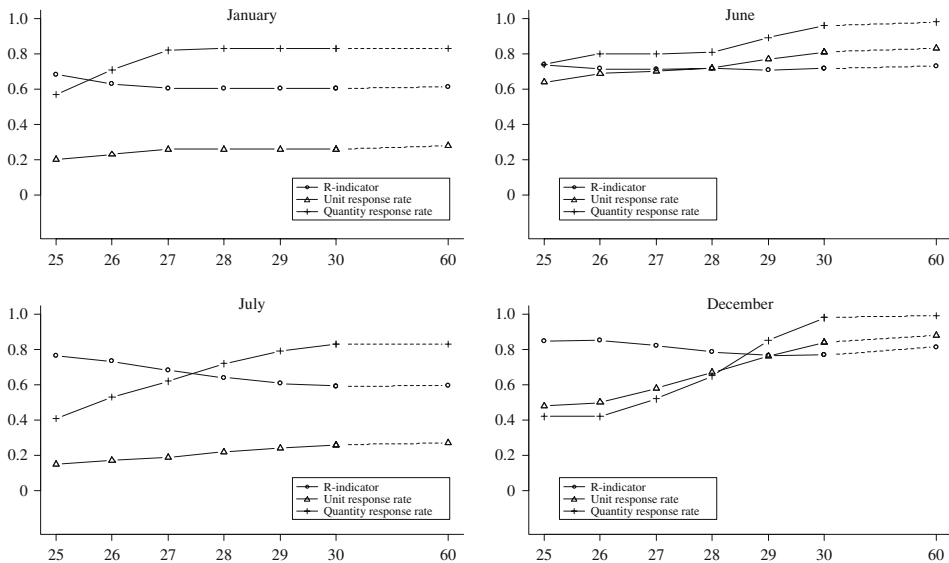 January
1.0
0.8
0.6
0.4
0.2
0
R-indicator
Unit response rate
Quantity response rate
25 26 27 28 29 30 60
June
1.0
0.8
0.6
0.4
0.2
0
R-indicator
Unit response rate
Quantity response rate
25 26 27 28 29 30 60
July
1.0
0.8
0.6
0.4
0.2
0
R-indicator
Unit response rate
Quantity response rate
25 26 27 28 29 30 60
December
1.0
0.8
0.6
0.4
0.2
0
R-indicator
Unit response rate
Quantity response rate
25 26 27 28 29 30 60